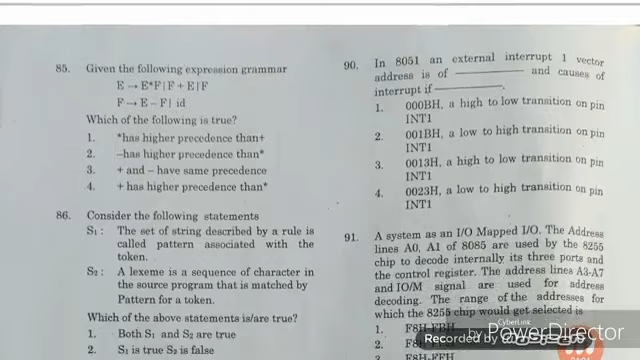 85. Given the following expression grammar
E → E*F | F + E | F
F → E – F | id
Which of the following is true?
1. *has higher precedence than+
2. –has higher precedence than*
3. + and – have same precedence
4. + has higher precedence than*
86. Consider the following statements
S1 : The set of string described by a rule is
called pattern associated with the
token.
S2 : A lexeme is a sequence of character in
the source program that is matched by
Pattern for a token.
Which of the above statements is/are true?
1. Both S1 and S2 are true
2. S1 is true S2 is false
90. In 8051 an external interrupt 1 vector
address is of ________ and causes of
interrupt if ________.
1. 000BH, a high to low transition on pin
INT1
2. 001BH, a low to high transition on pin
INT1
3. 0013H, a high to low transition on pin
INT1
4. 0023H, a low to high transition on pin
INT1
91. A system as an I/O Mapped I/O. The Address
lines A0, A1 of 8085 are used by the 8255
chip to decode internally its three ports and
the control register. The address lines A3-A7
and IO/M signal are used for address
decoding. The range of the addresses for
which the 8255 chip would get selected is
1. F8H-FBH
2.
3. F8H-FFH
CyberLink
by PowerDirector
Recorded by